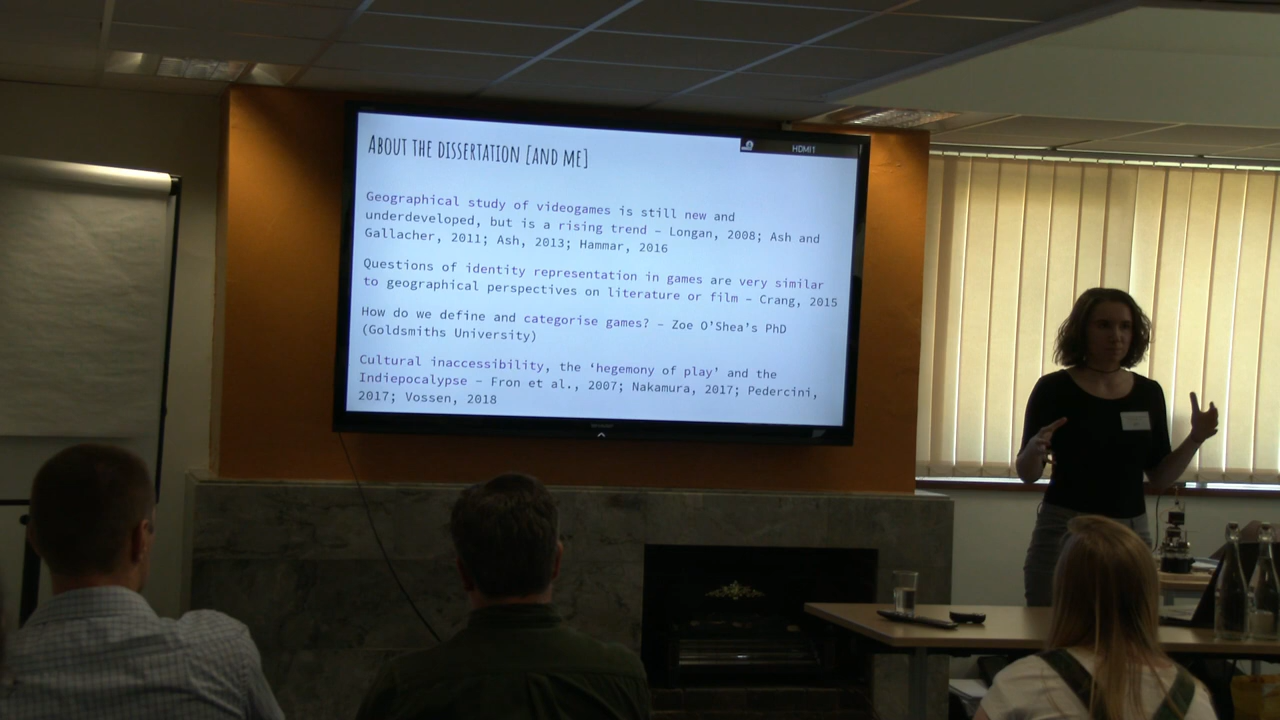 About the dissertation [and me]
HDMI1
Geographical study of videogames is still new and
underdeveloped, but is a rising trend – Longan, 2008; Ash and
Gallacher, 2011; Ash, 2013; Hammar, 2016
Questions of identity representation in games are very similar
to geographical perspectives on literature or film – Crang, 2015
How do we define and categorise games? – Zoe O'Shea's PhD
(Goldsmiths University)
Cultural inaccessibility, the ‘hegemony of play’ and the
Indiepocalypse – Fron et al., 2007; Nakamura, 2017; Pedercini,
2017; Vossen, 2018
SHARP